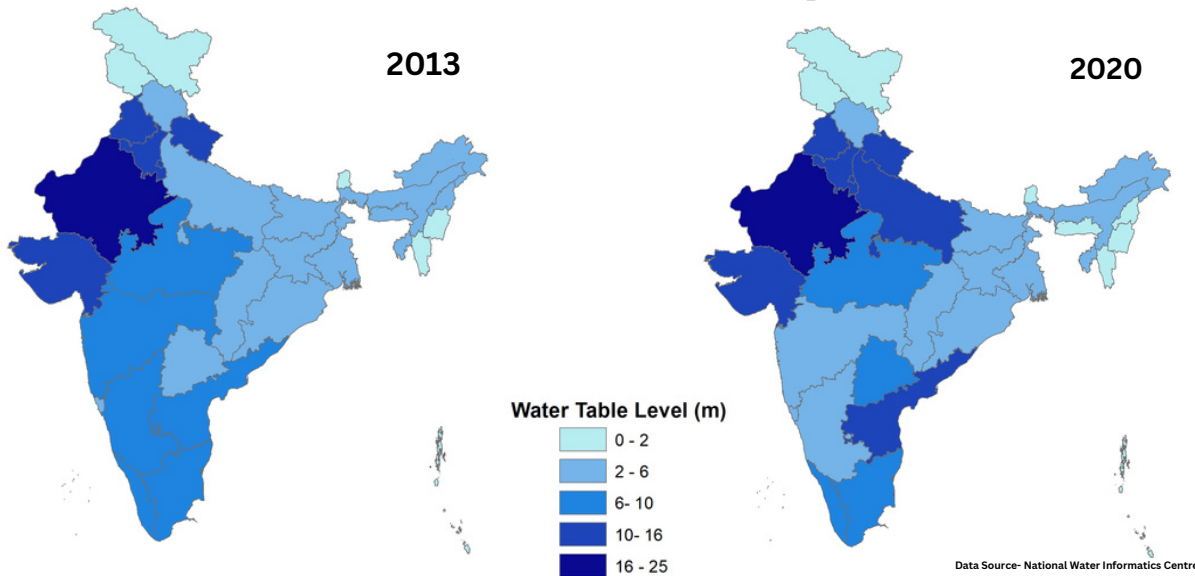 2013
2020
Water Table Level (m)
0 - 2
2 - 6
6- 10
10- 16
16 - 25
Data Source- National Water Informatics Centre